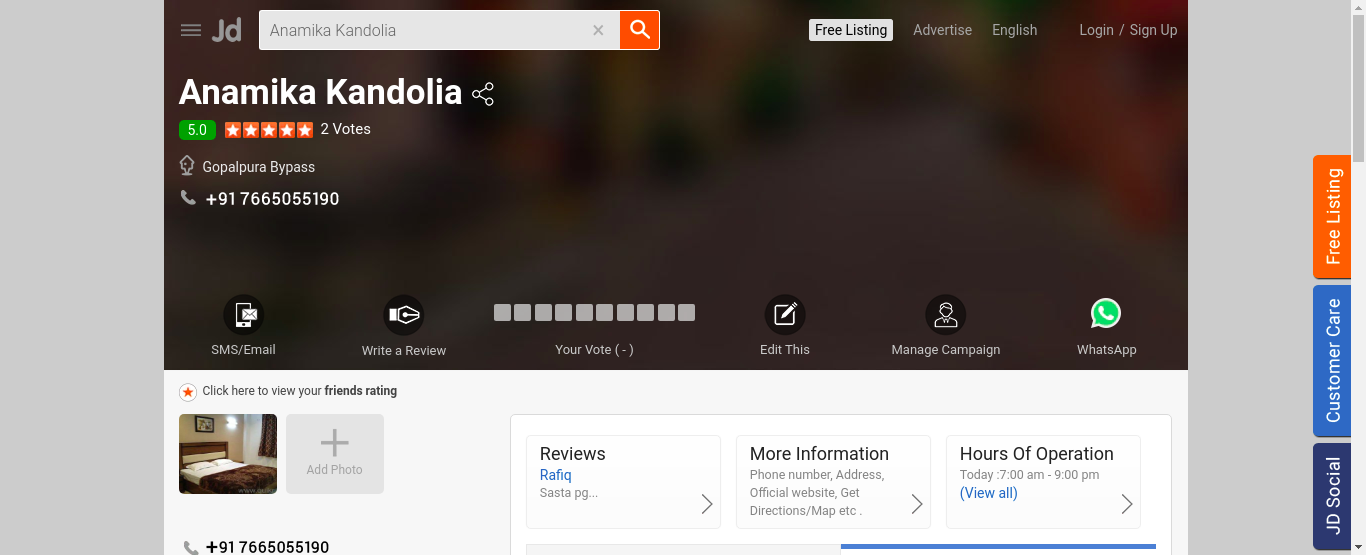 Jd
Anamika Kandolia
Free Listing
Advertise
English
Login / Sign Up
Anamika Kandolia
5.0
2 Votes
Gopalpura Bypass
+91 7665055190
SMS/Email
Write a Review
Your Vote ( - )
Edit This
Manage Campaign
WhatsApp
Click here to view your friends rating
Add Photo
+91 7665055190
Reviews
Rafiq
Sasta pg...
More Information
Phone number, Address,
Official website, Get
Directions/Map etc .
Hours Of Operation
Today :7:00 am - 9:00 pm
(View all)
Free Listing
Customer Care
JD Social